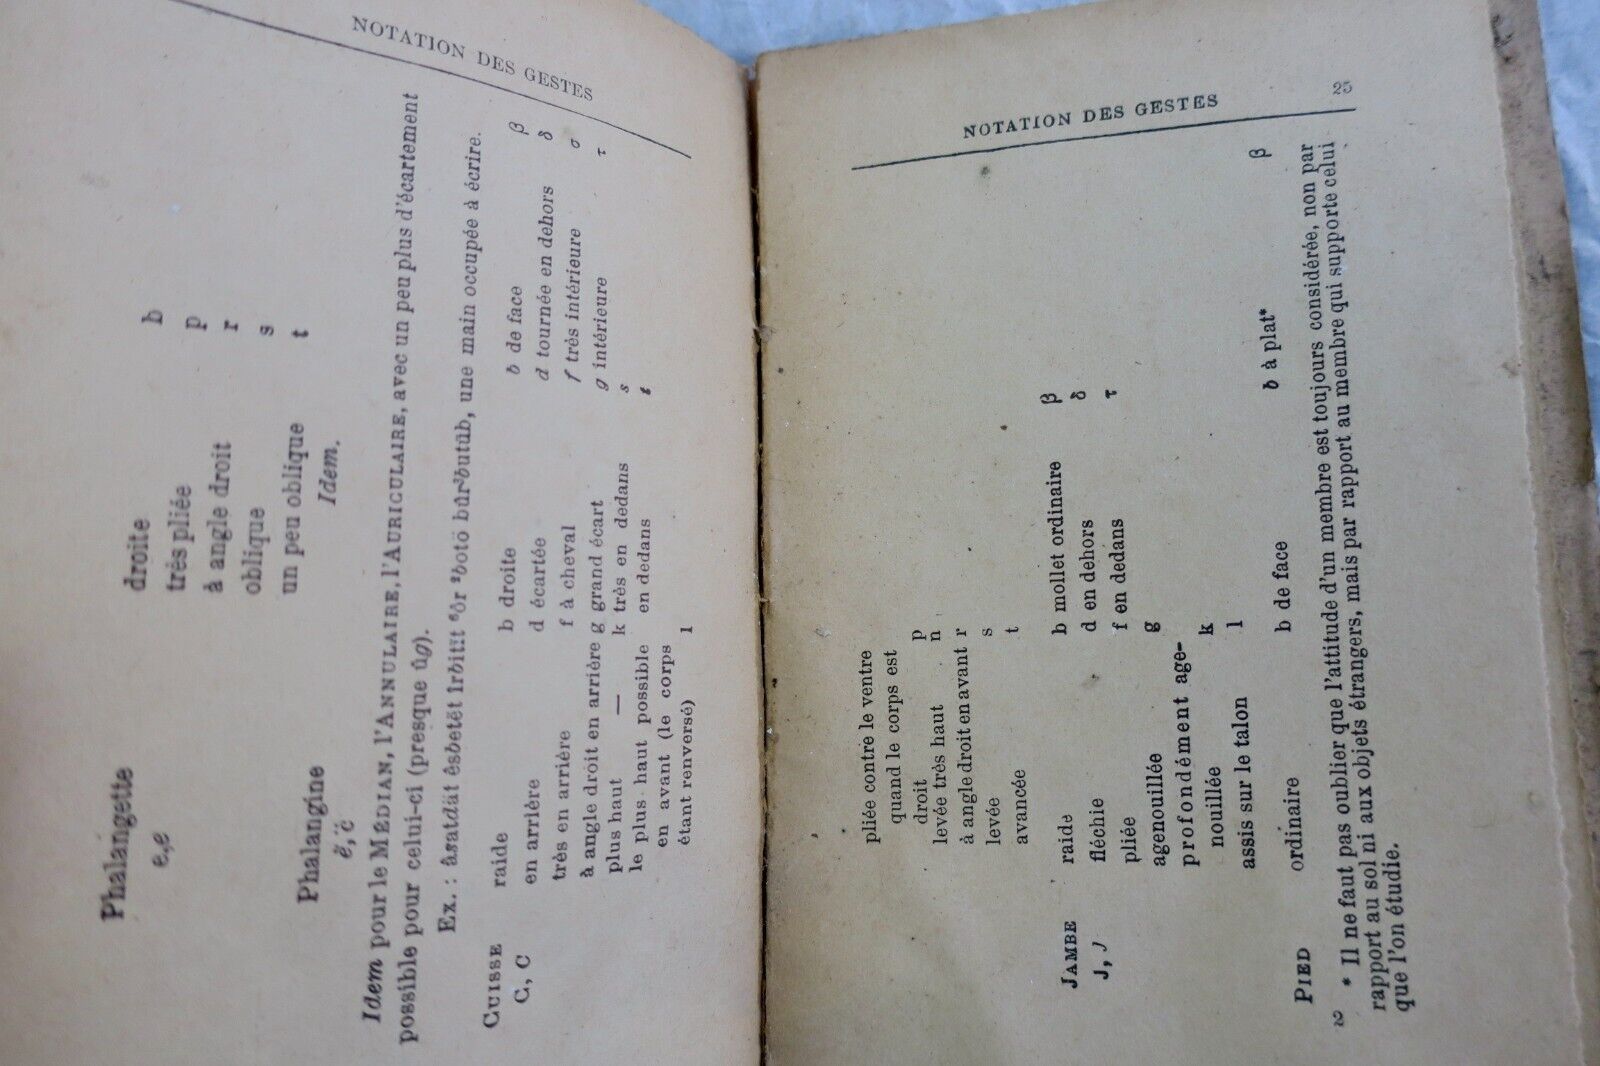 NOTATION DES GESTES
Phalangette droite b
e, e très pliée p
à angle droit r
oblique s
un peu oblique t
Phalangine Idem.
ë, ë
Idem pour le MÉDIAN, l'ANNULAIRE, l'AURICULAIRE, avec un peu plus d'écartement
possible pour celui-ci (presque ûg).
Ex. : une main occupée à écrire.
CUISSE raide b droite b de face β
C, C en arrière d écartée d tournée en dehors δ
très en arrière f à cheval f très intérieure σ
à angle droit en arrière g grand écart g intérieure τ
plus haut — k très en dedans s
le plus haut possible en dedans t
en avant (le corps
étant renversé) l
NOTATION DES GESTES 25
pliée contre le ventre
quand le corps est
droit p
levée très haut n
à angle droit en avant r
levée s
avancée t
JAMBE raide b mollet ordinaire β
J, J fléchie d en dehors δ
pliée f en dedans τ
agenouillée g
profondément age-
nouillée k
assis sur le talon l
PIED ordinaire b de face b à plat* β
2 * Il ne faut pas oublier que l'attitude d'un membre est toujours considérée, non par
rapport au sol ni aux objets étrangers, mais par rapport au membre qui supporte celui
que l'on étudie.